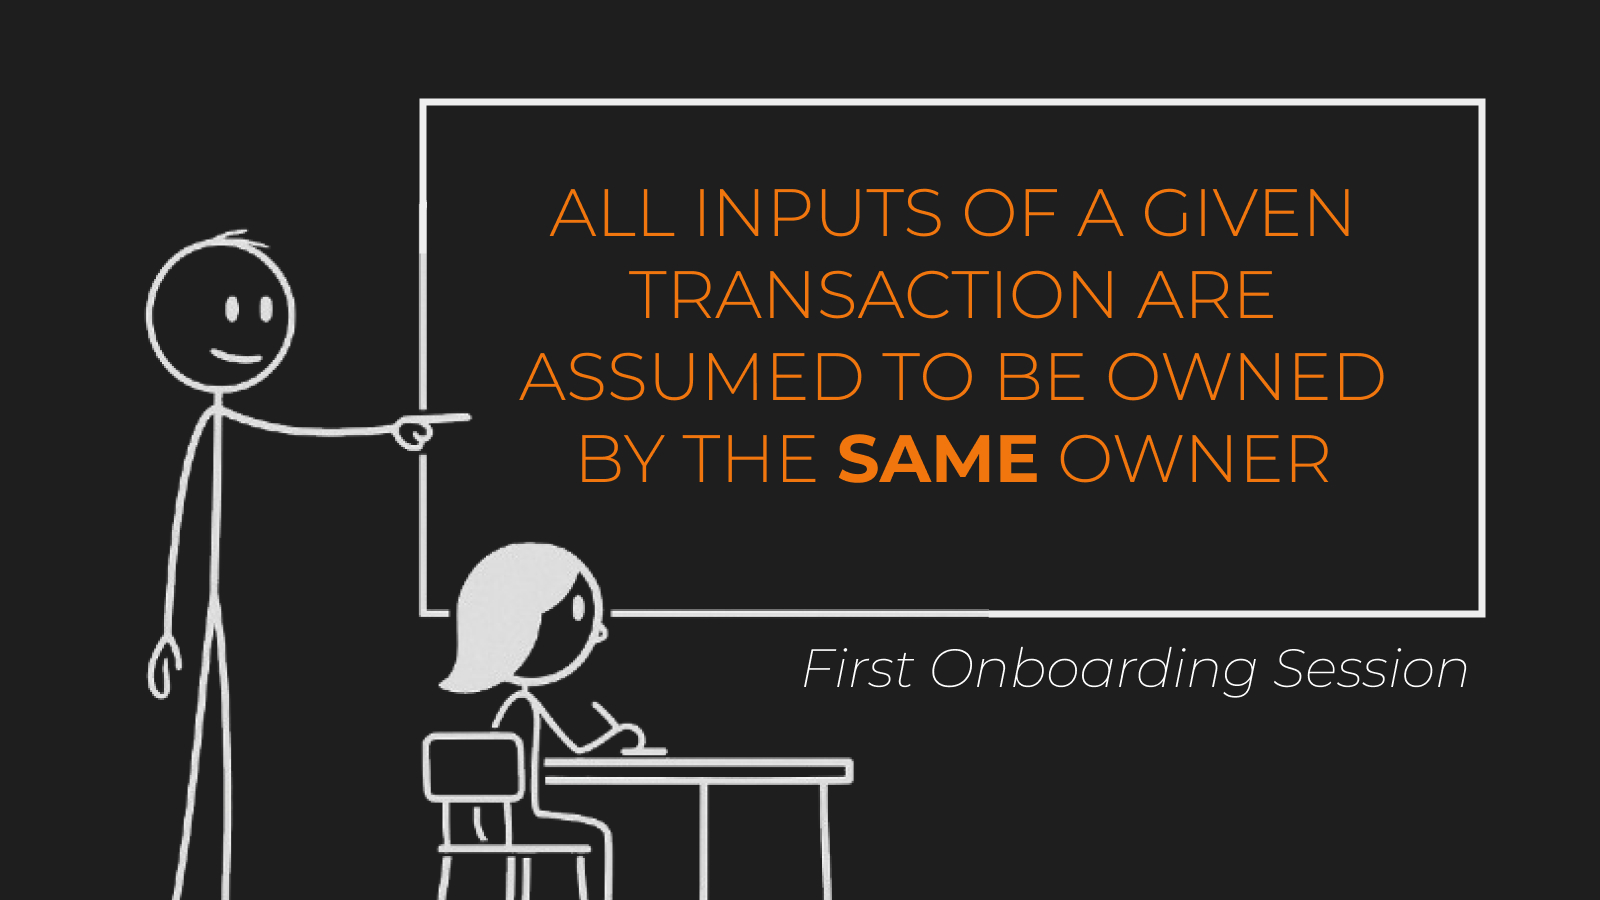 ALL INPUTS OF A GIVEN
TRANSACTION ARE
ASSUMED TO BE OWNED
BY THE SAME OWNER
First Onboarding Session